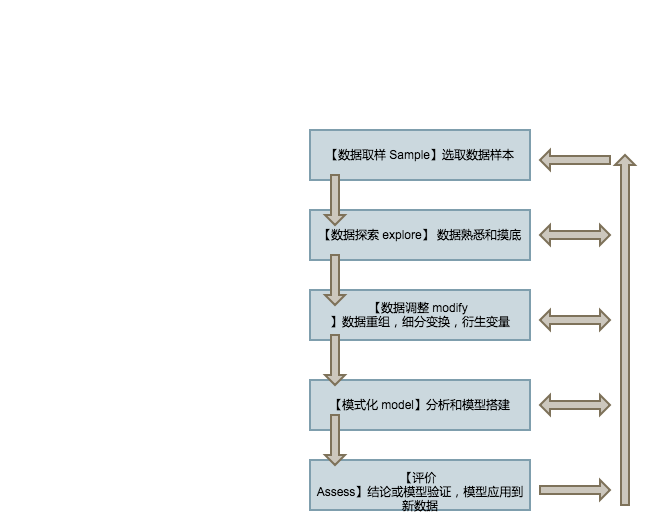 【数据取样 Sample】选取数据样本
【数据探索 explore】 数据熟悉和摸底
【数据调整 modify
】数据重组，细分变换，衍生变量
【模式化 model】分析和模型搭建
【评价
Assess】结论或模型验证，模型应用到
新数据